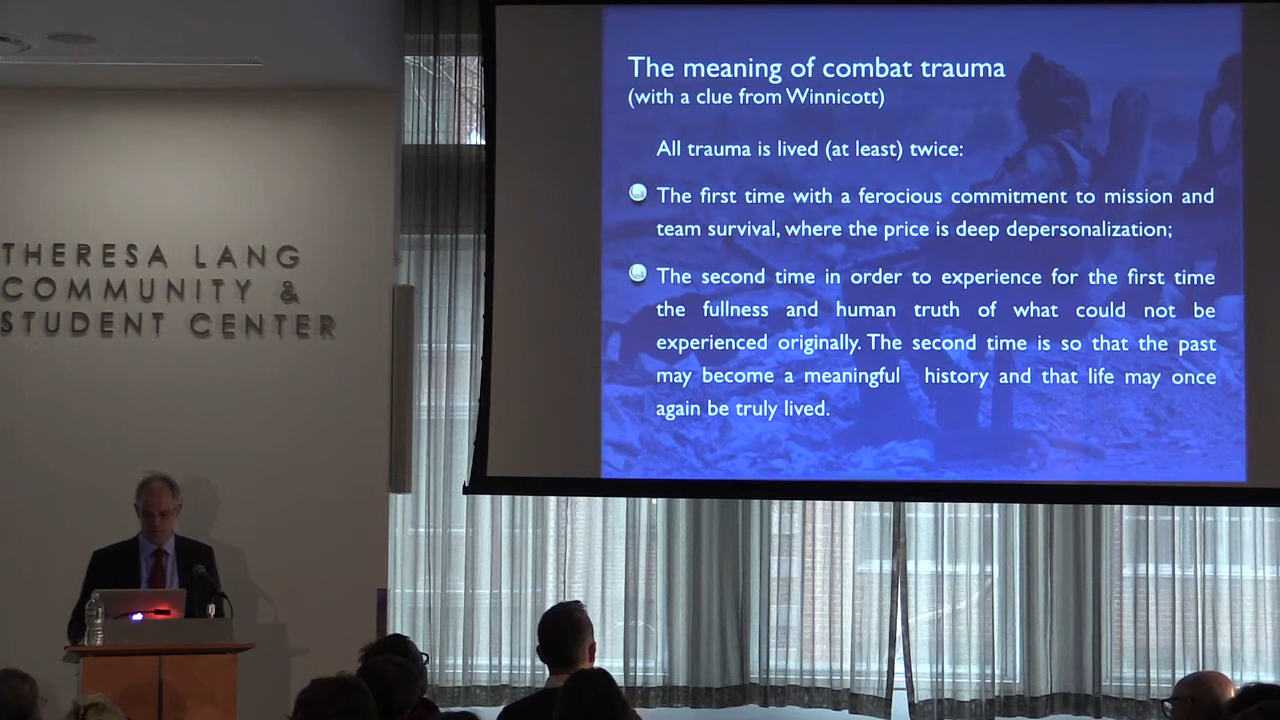 The meaning of combat trauma
(with a clue from Winnicott)
All trauma is lived (at least) twice:
The first time with a ferocious commitment to mission and
team survival, where the price is deep depersonalization;
The second time in order to experience for the first time
the fullness and human truth of what could not be
experienced originally. The second time is so that the past
may become a meaningful history and that life may once
again be truly lived.
THERESA LANG
COMMUNITY &
STUDENT CENTER